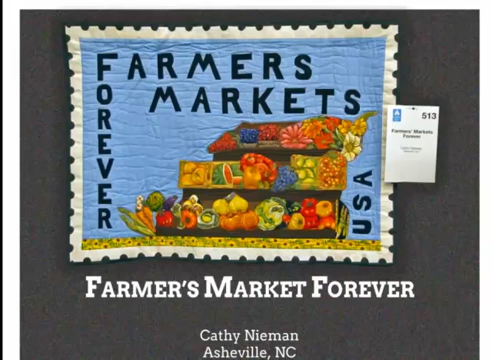 FARMERS
MARKETS
FOREVER
USA
513
Farmers' Markets
Forever
FARMER'S MARKET FOREVER
Cathy Nieman
Asheville, NC